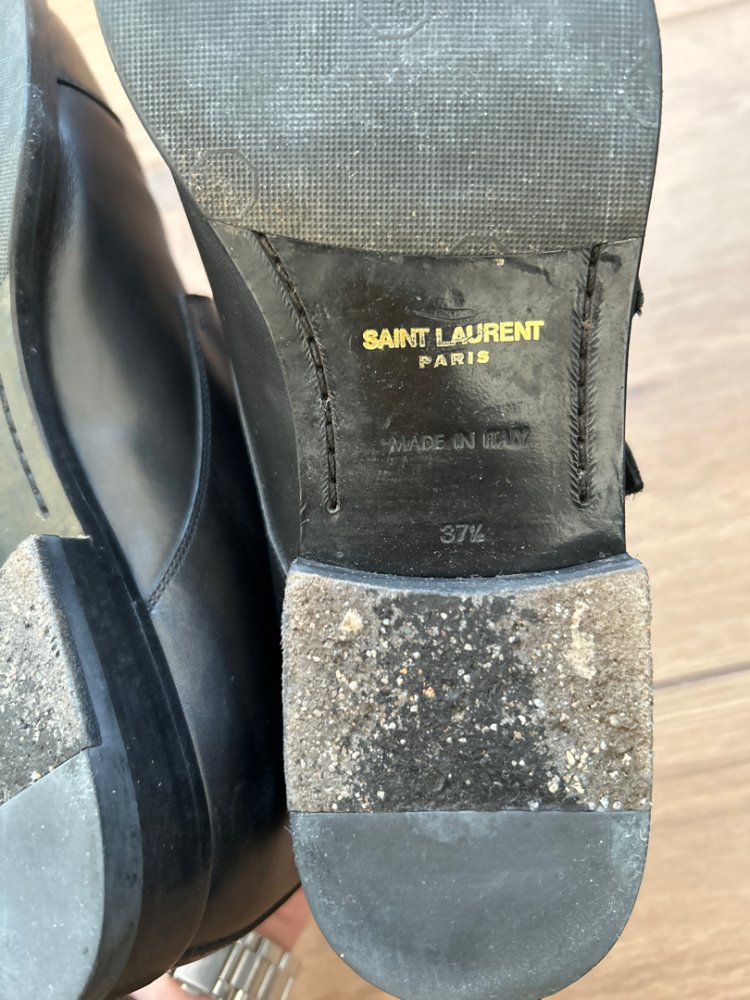 SAINT LAURENT
PARIS
MADE IN ITALY
37½